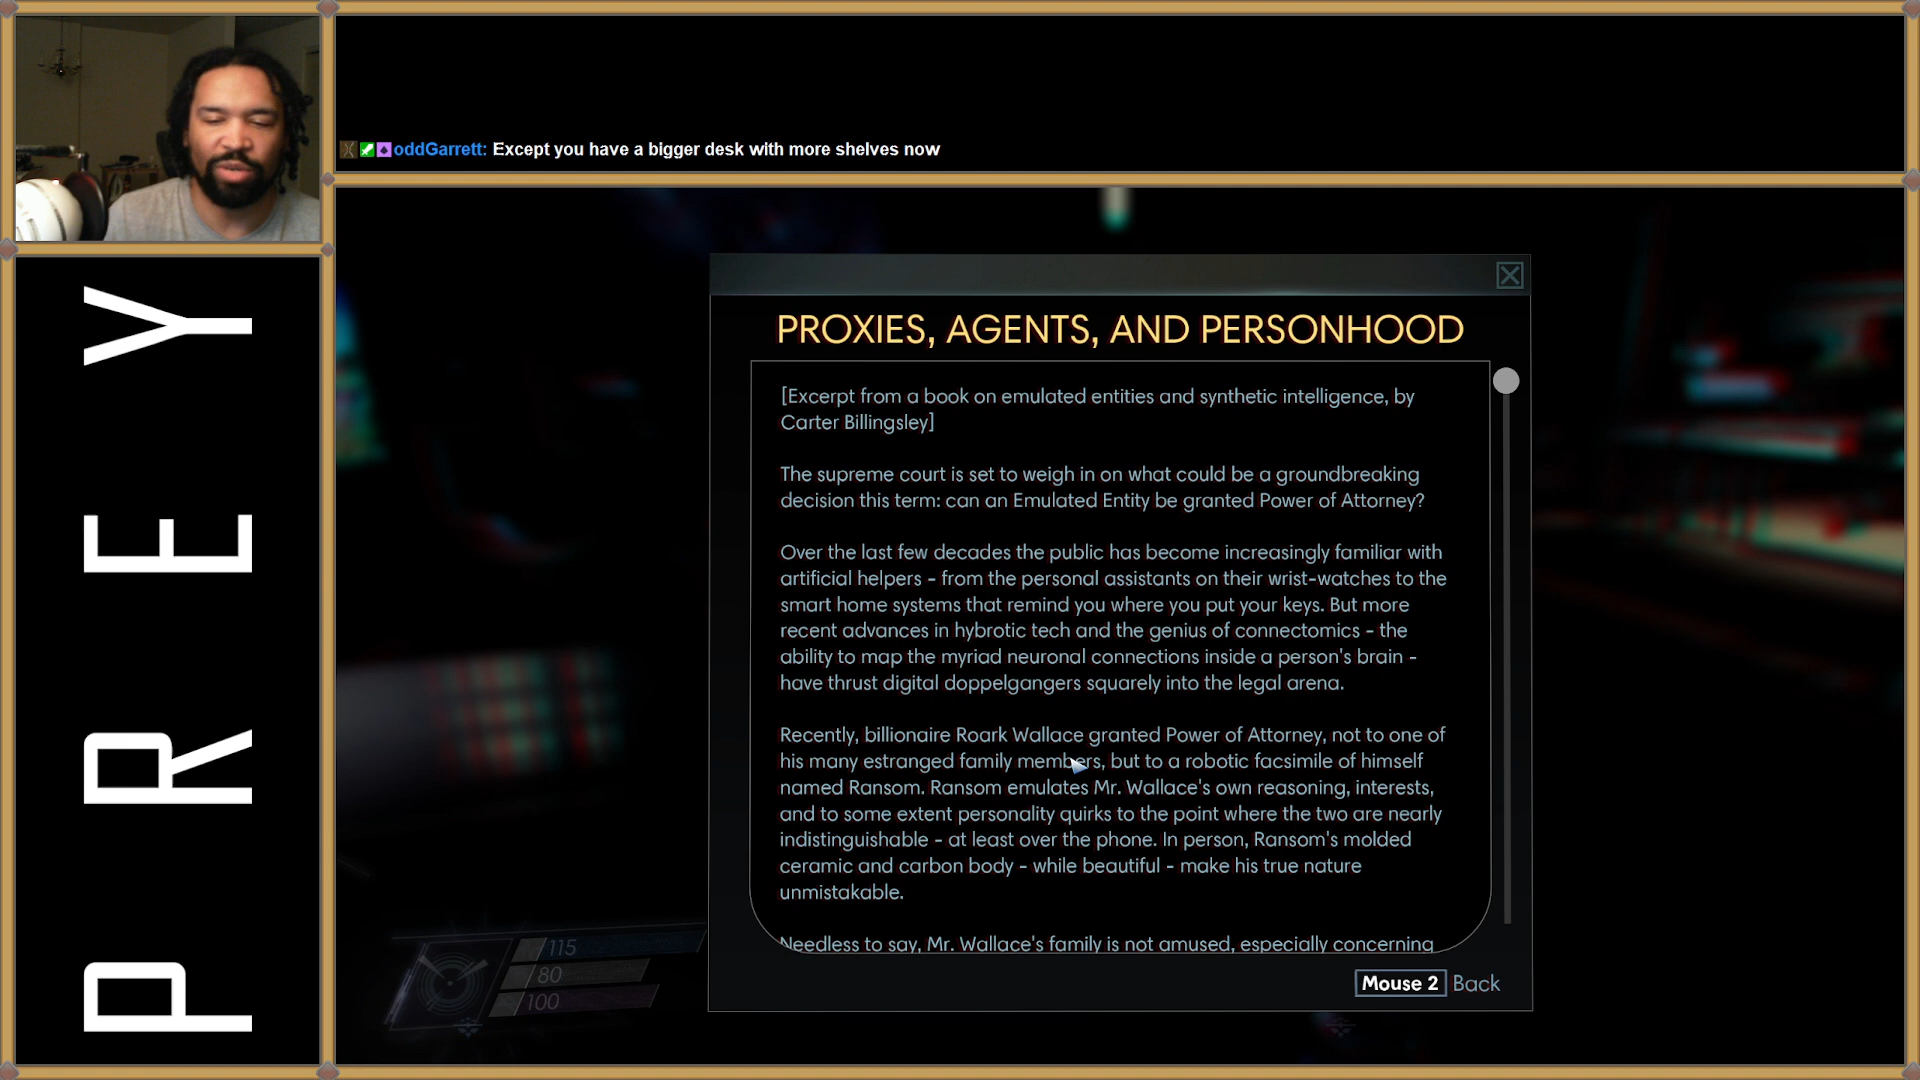 oddGarrett: Except you have a bigger desk with more shelves now
PREY
PROXIES, AGENTS, AND PERSONHOOD
[Excerpt from a book on emulated entities and synthetic intelligence, by
Carter Billingsley]
The supreme court is set to weigh in on what could be a groundbreaking
decision this term: can an Emulated Entity be granted Power of Attorney?
Over the last few decades the public has become increasingly familiar with
artificial helpers - from the personal assistants on their wrist-watches to the
smart home systems that remind you where you put your keys. But more
recent advances in hybrotic tech and the genius of connectomics - the
ability to map the myriad neuronal connections inside a person's brain -
have thrust digital doppelgangers squarely into the legal arena.
Recently, billionaire Roark Wallace granted Power of Attorney, not to one of
his many estranged family members, but to a robotic facsimile of himself
named Ransom. Ransom emulates Mr. Wallace's own reasoning, interests,
and to some extent personality quirks to the point where the two are nearly
indistinguishable - at least over the phone. In person, Ransom's molded
ceramic and carbon body - while beautiful - make his true nature
unmistakable.
Needless to say, Mr. Wallace's family is not amused, especially concerning
115
80
100
Mouse 2 Back